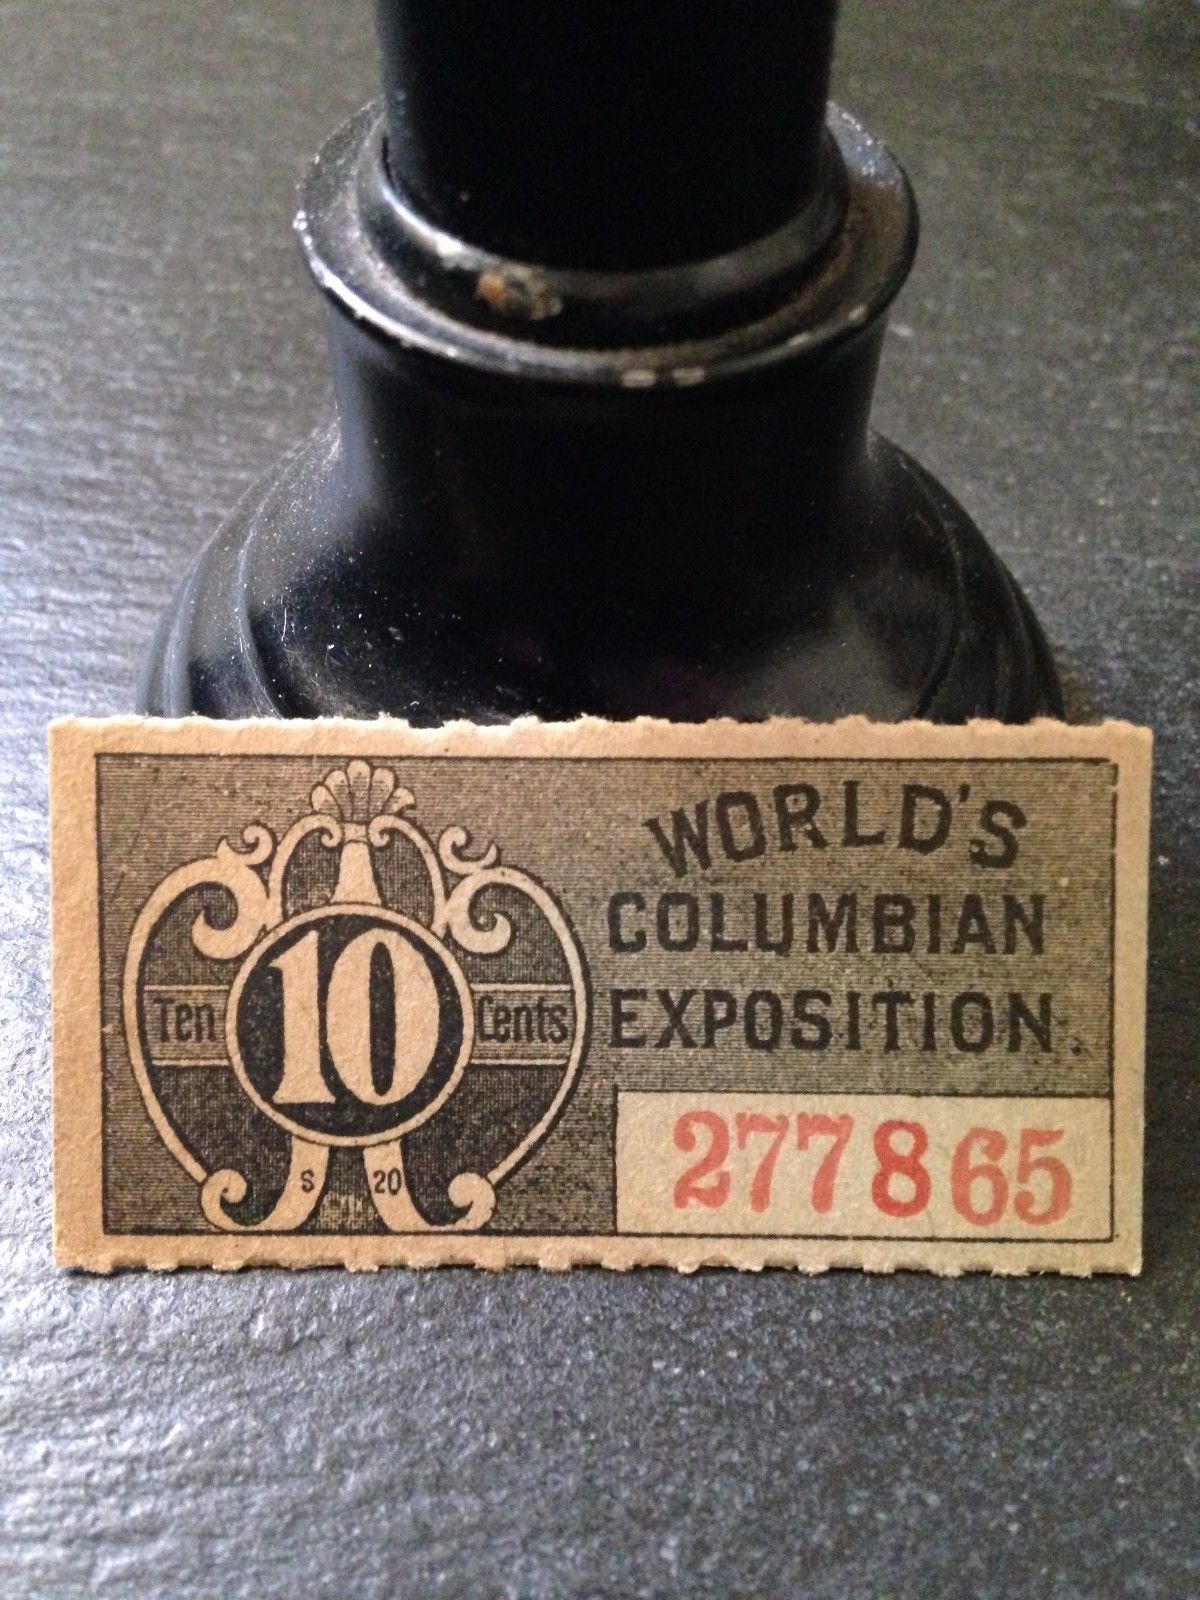 WORLD'S
COLUMBIAN
EXPOSITION.
Ten 10 Cents
S 20
277865